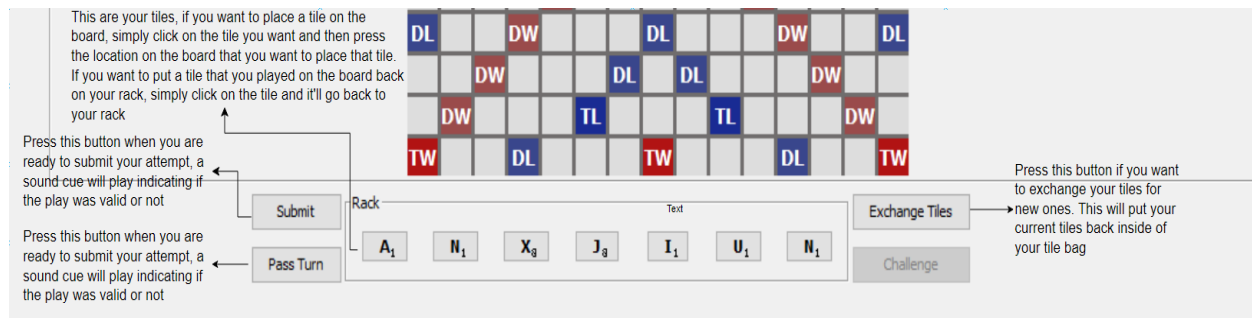 This are your tiles, if you want to place a tile on the
board, simply click on the tile you want and then press
the location on the board that you want to place that tile.
If you want to put a tile that you played on the board back
on your rack, simply click on the tile and it'll go back to
your rack
DL DW DL DW DL
DW DL DL DW
DW TL TL DW
TW DL TW DL TW
Press this button when you are
ready to submit your attempt, a
sound cue will play indicating if
the play was valid or not
Submit
Rack
Text
Exchange Tiles
Press this button if you want
to exchange your tiles for
new ones. This will put your
current tiles back inside of
your tile bag
Press this button when you are
ready to submit your attempt, a
sound cue will play indicating if
the play was valid or not
Pass Turn
A1 N1 X8 J8 I1 U1 N1
Challenge